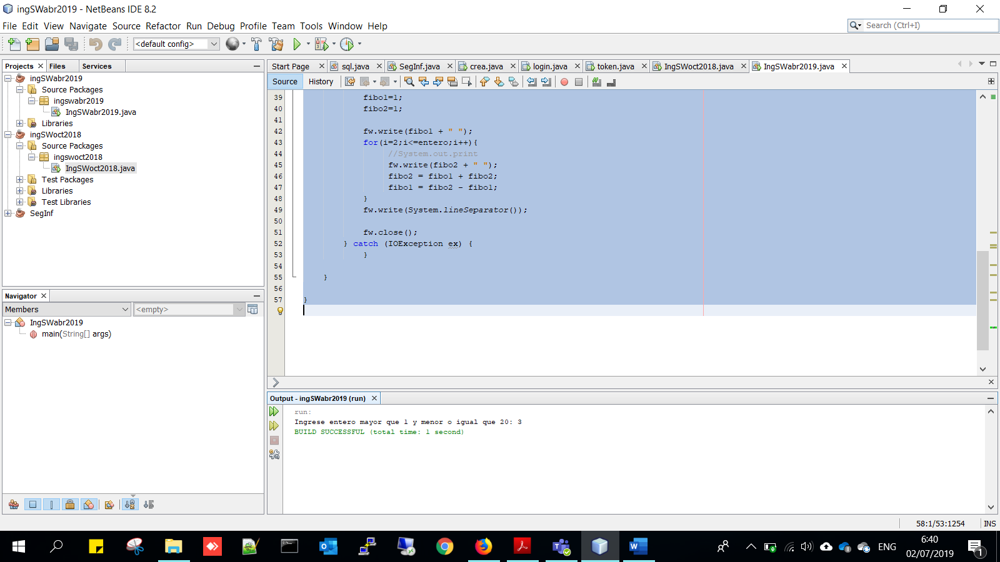 ingSWabr2019 - NetBeans IDE 8.2
File Edit View Navigate Source Refactor Run Debug Profile Team Tools Window Help
Search (Ctrl+I)
<default config>
Projects Files Services
ingSWabr2019
Source Packages
ingswabr2019
IngSWabr2019.java
Libraries
ingSWoct2018
Source Packages
ingswoct2018
IngSWoct2018.java
Test Packages
Libraries
Test Libraries
SegInf
Navigator
Members <empty>
IngSWabr2019
main(String[] args)
Start Page sql.java SegInf.java crea.java login.java token.java IngSWoct2018.java IngSWabr2019.java
Source History
39 fibo1=1;
40 fibo2=1;
41
42 fw.write(fibo1 + " ");
43 for(i=2;i<=entero;i++){
44 //System.out.print
45 fw.write(fibo2 + " ");
46 fibo2 = fibo1 + fibo2;
47 fibo1 = fibo2 - fibo1;
48 }
49 fw.write(System.lineSeparator());
50
51 fw.close();
52 } catch (IOException ex) {
53 }
54
55 }
56
57 }
Output - ingSWabr2019 (run)
run:
Ingrese entero mayor que 1 y menor o igual que 20: 3
BUILD SUCCESSFUL (total time: 1 second)
58:1/53:1254 INS
ENG
6:40
02/07/2019
1